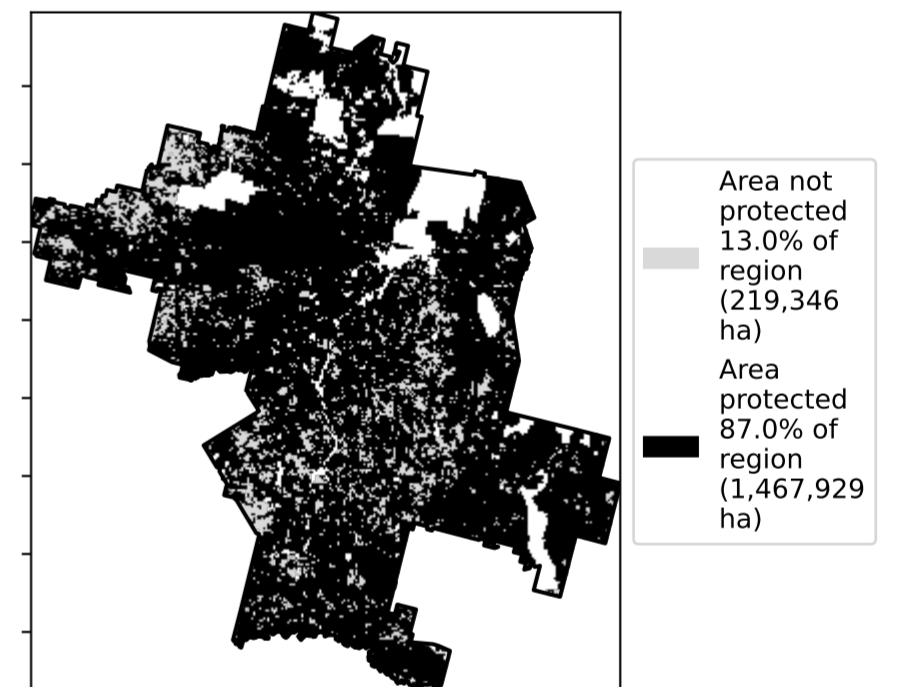 Area not
protected
13.0% of
region
(219,346
ha)
Area
protected
87.0% of
region
(1,467,929
ha)